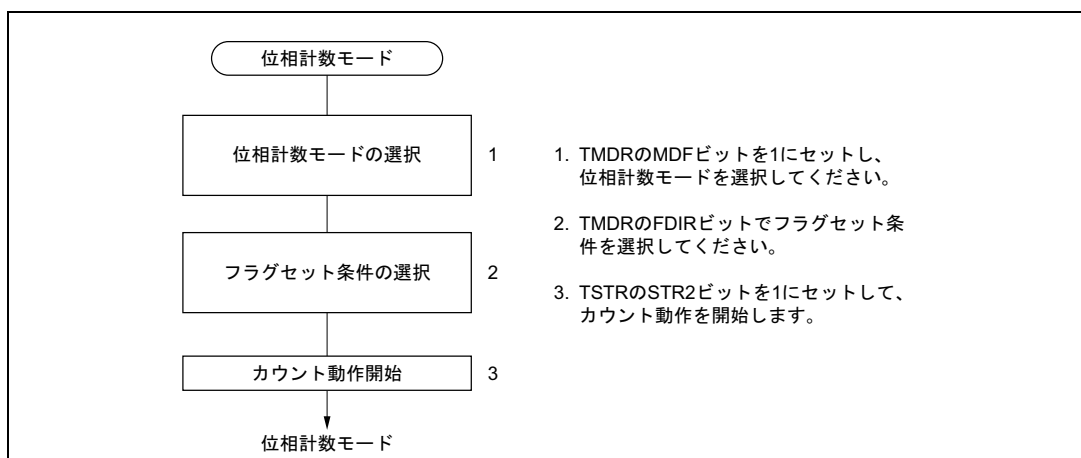 位相計数モード
位相計数モードの選択
1
1. TMDRのMDFビットを1にセットし、
位相計数モードを選択してください。
フラグセット条件の選択
2
2. TMDRのFDIRビットでフラグセット条
件を選択してください。
カウント動作開始
3
3. TSTRのSTR2ビットを1にセットして、
カウント動作を開始します。
位相計数モード